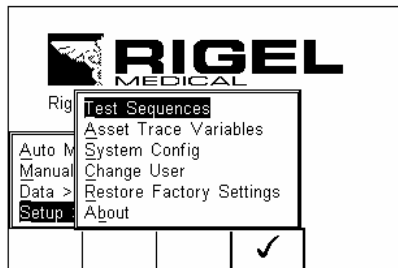 RIGEL
MEDICAL
Rig
Test Sequences
Asset Trace Variables
System Config
Change User
Restore Factory Settings
About
Auto M
Manual
Data >
Setup